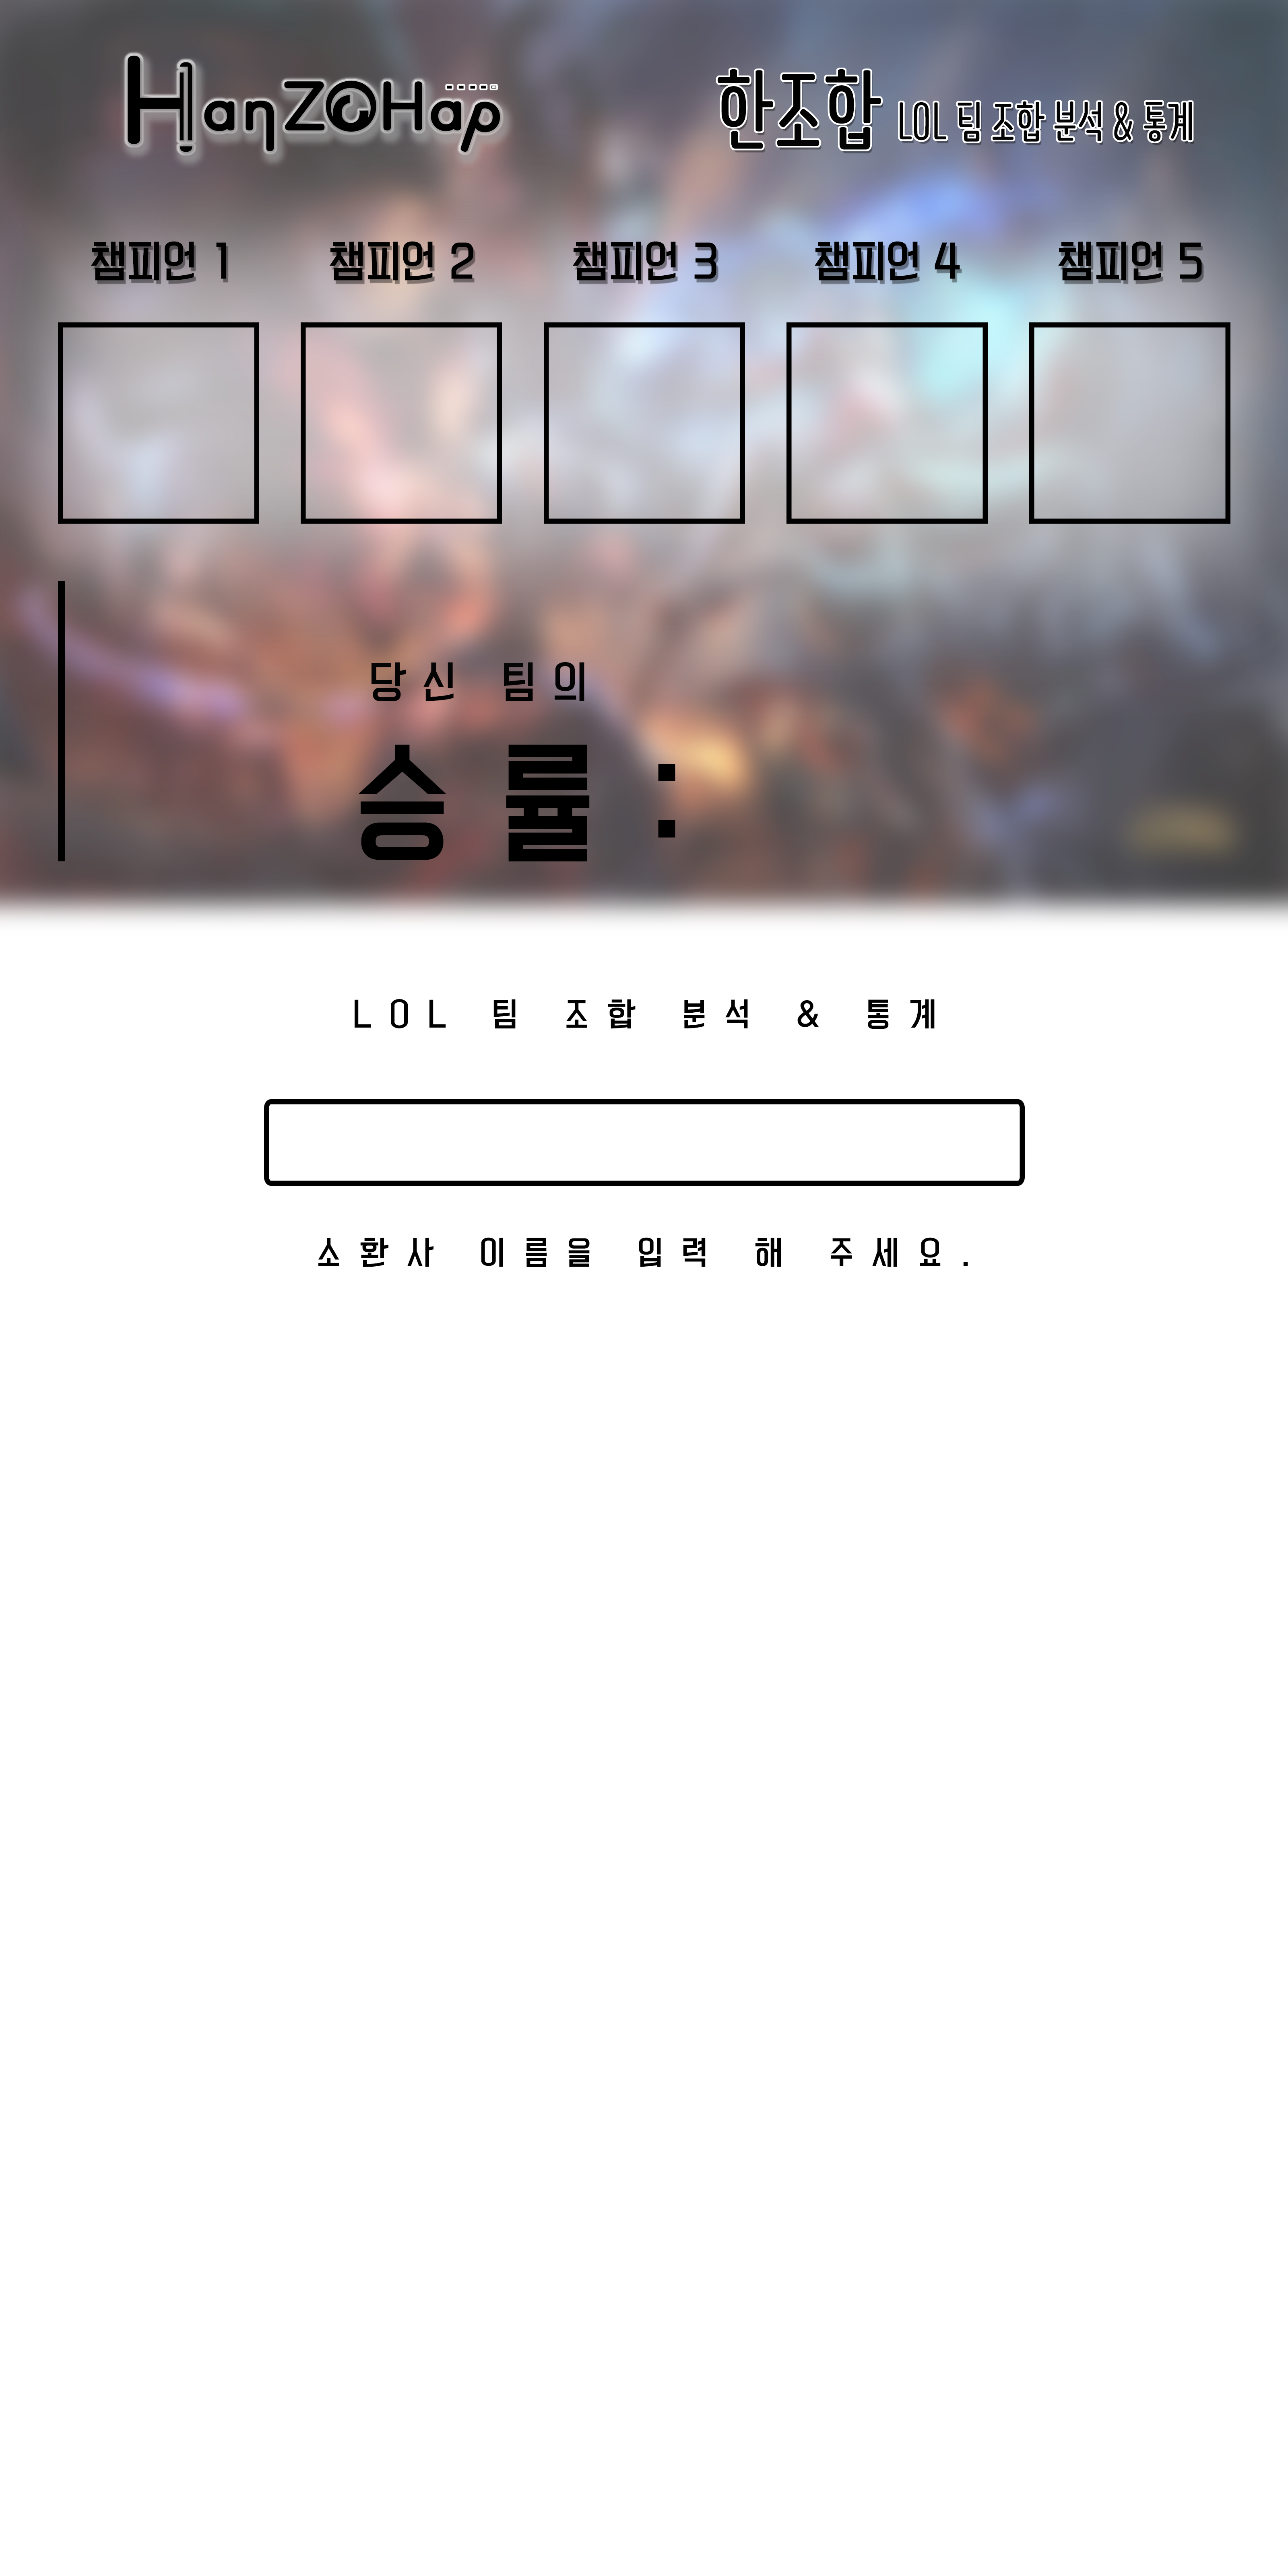 HanZOHap
한조합 LOL 팀 조합 분석 & 통계
챔피언 1 챔피언 2 챔피언 3 챔피언 4 챔피언 5
당신 팀의
승률 :
LOL 팀 조합 분석 & 통계
소환사 이름을 입력 해 주세요.